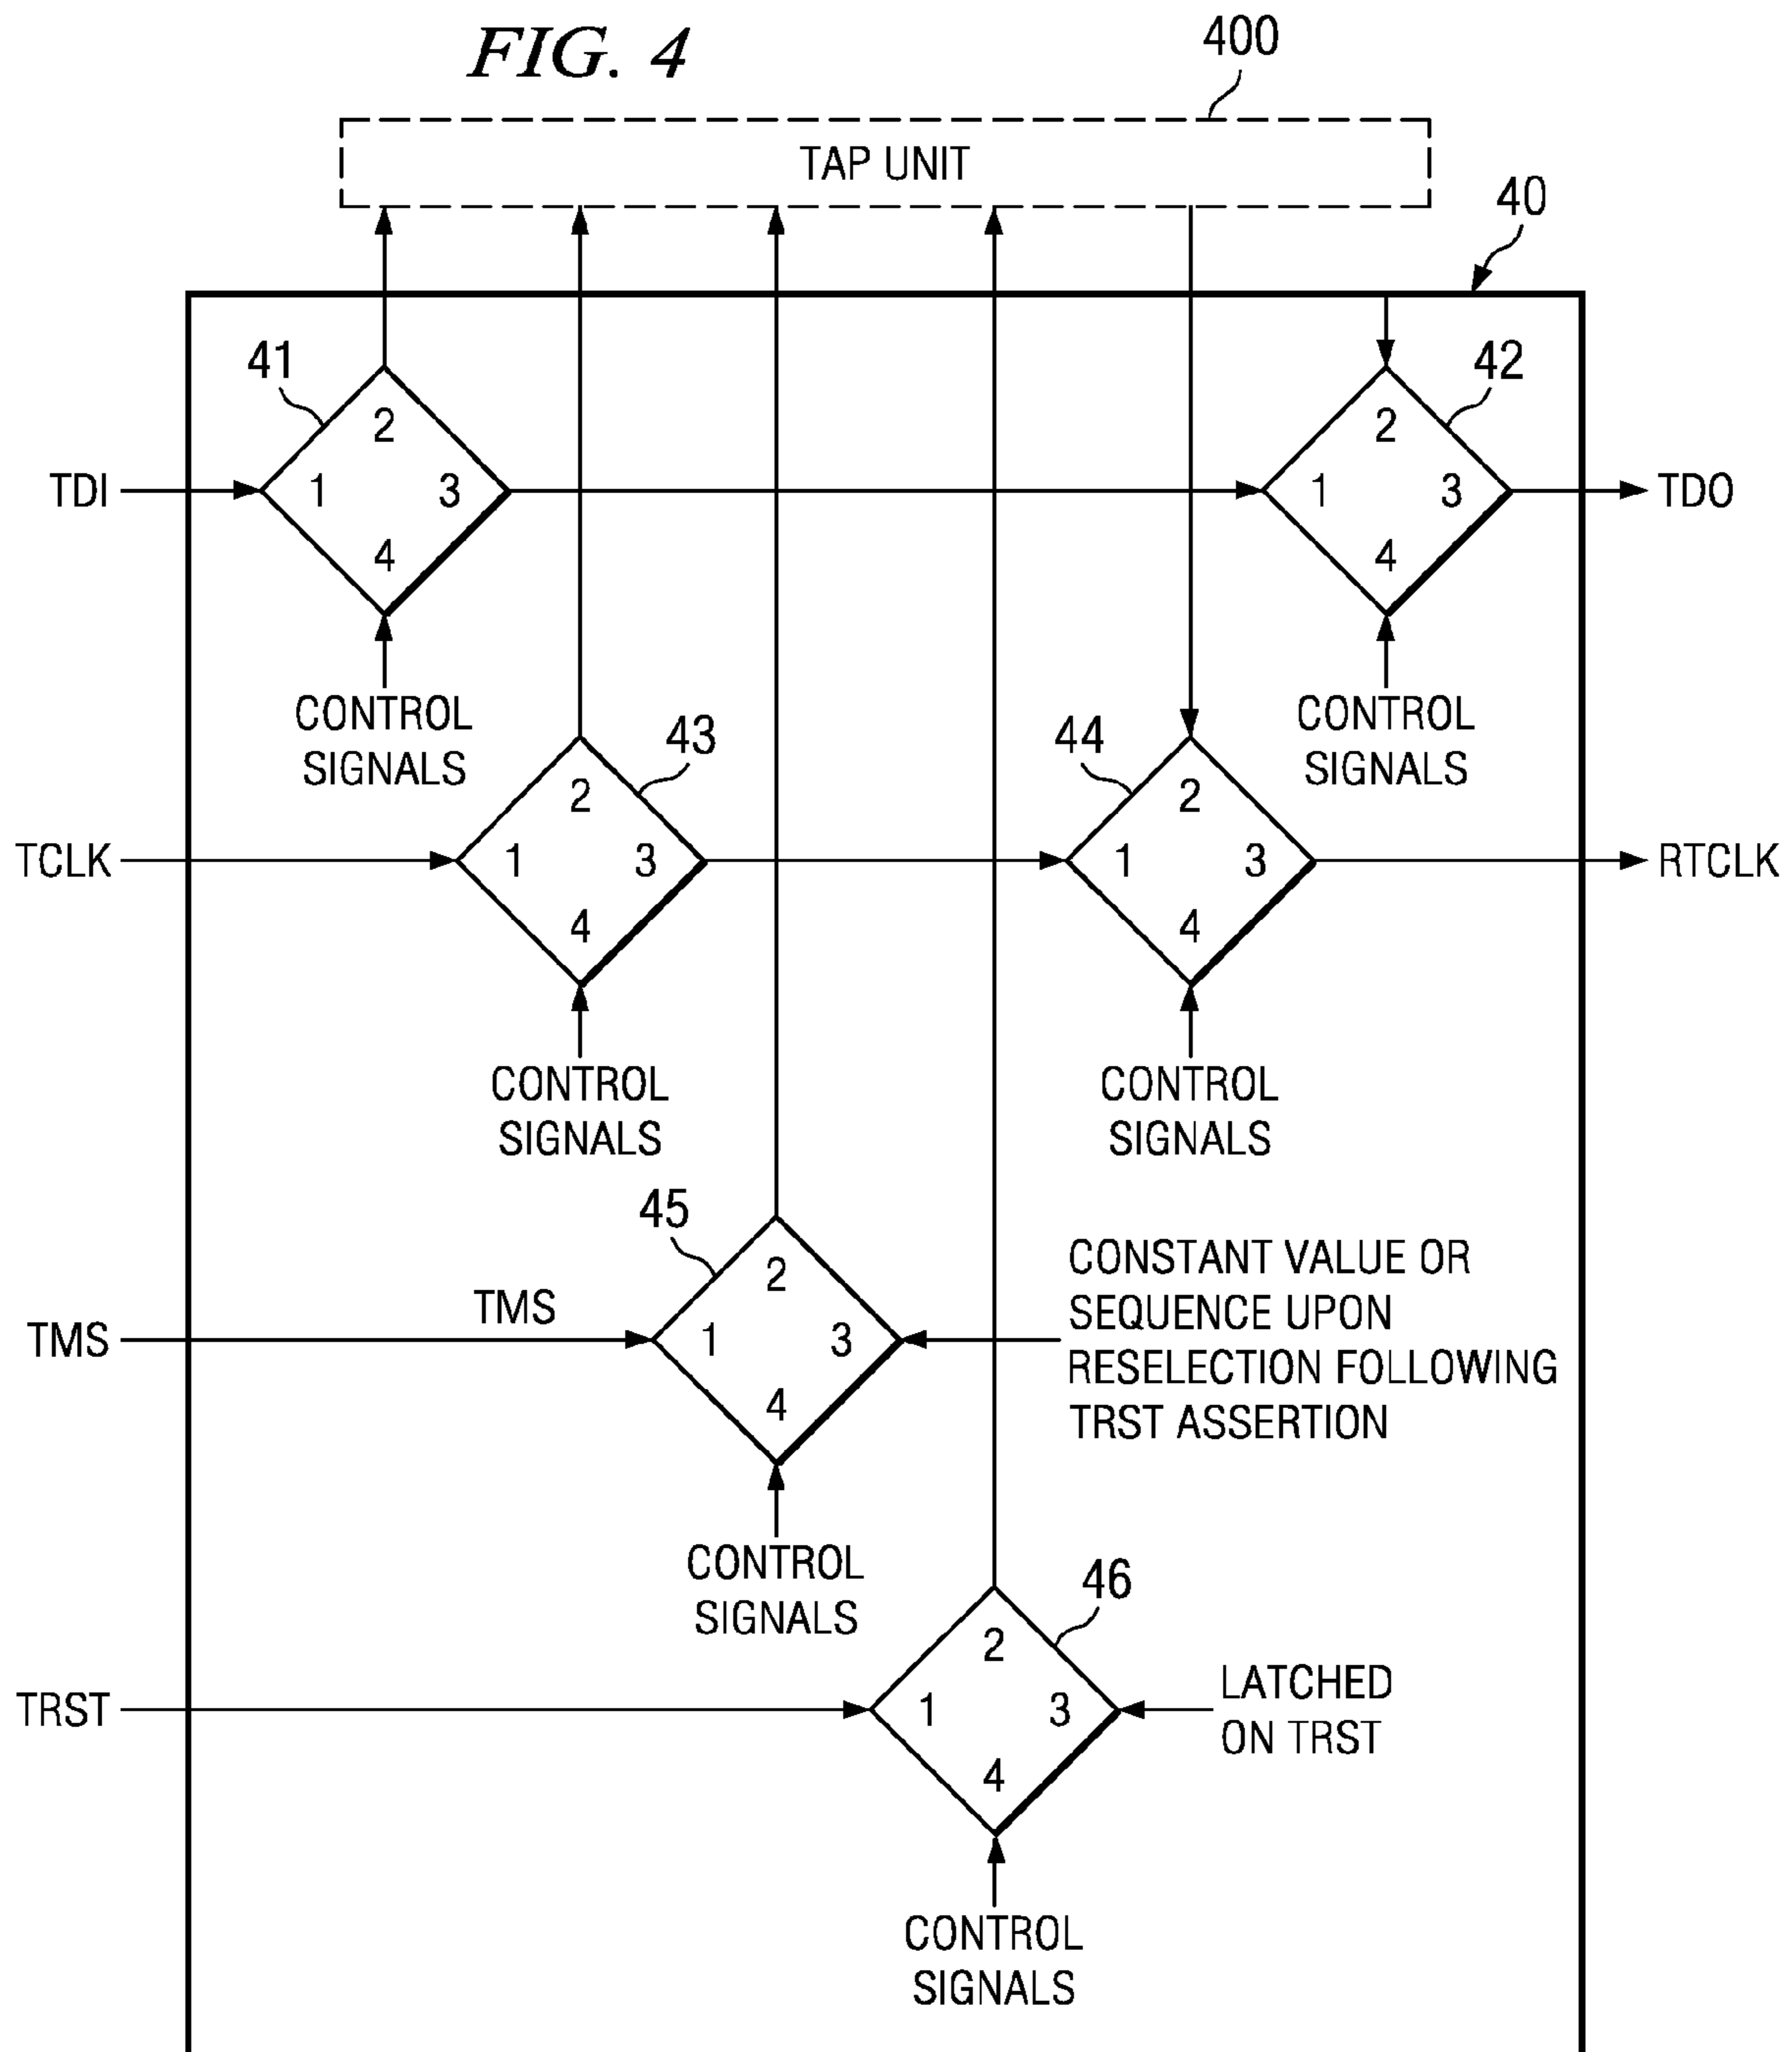 FIG. 4
400
TAP UNIT
40
41
42
2
2
TDI
1
3
1
3
TDO
4
4
CONTROL
SIGNALS
CONTROL
SIGNALS
43
44
2
2
TCLK
1
3
1
3
RTCLK
4
4
CONTROL
SIGNALS
CONTROL
SIGNALS
45
2
TMS
TMS
1
3
4
CONSTANT VALUE OR
SEQUENCE UPON
RESELECTION FOLLOWING
TRST ASSERTION
CONTROL
SIGNALS
46
2
TRST
1
3
4
LATCHED
ON TRST
CONTROL
SIGNALS